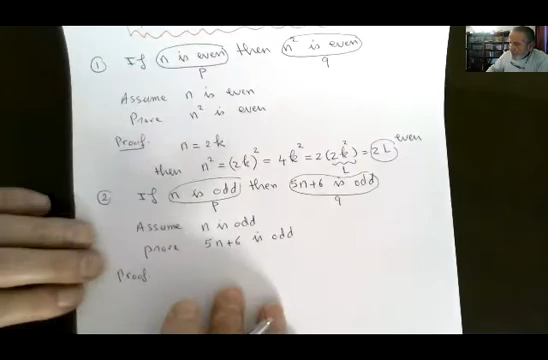 ① If n is even then n² is even
p q
Assume n is even
Prove n² is even
Proof. n = 2k
then n² = (2k)² = 4k² = 2(2k²) = 2L even
L
② If n is odd then 5n+6 is odd
p q
Assume n is odd
prove 5n+6 is odd
Proof